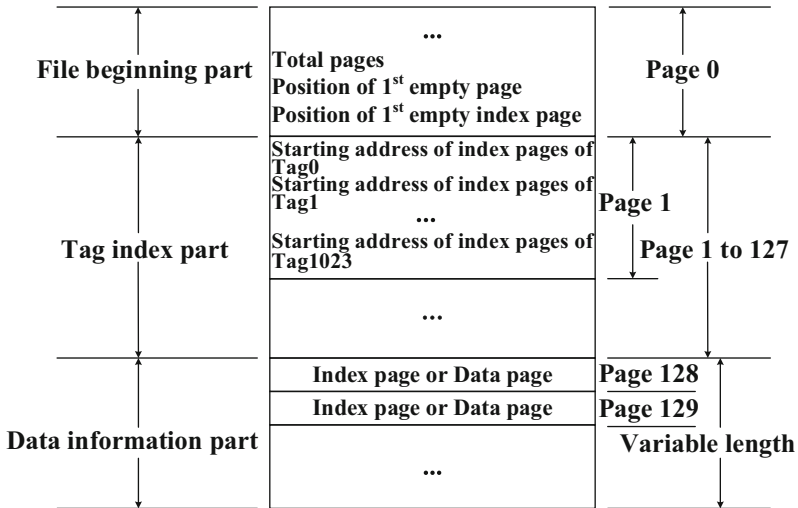 ...
File beginning part
Total pages
Position of 1st empty page
Position of 1st empty index page
Page 0
Starting address of index pages of
Tag0
Starting address of index pages of
Tag1
...
Starting address of index pages of
Tag1023
Page 1
Tag index part
Page 1 to 127
...
Index page or Data page
Page 128
Index page or Data page
Page 129
Data information part
Variable length
...